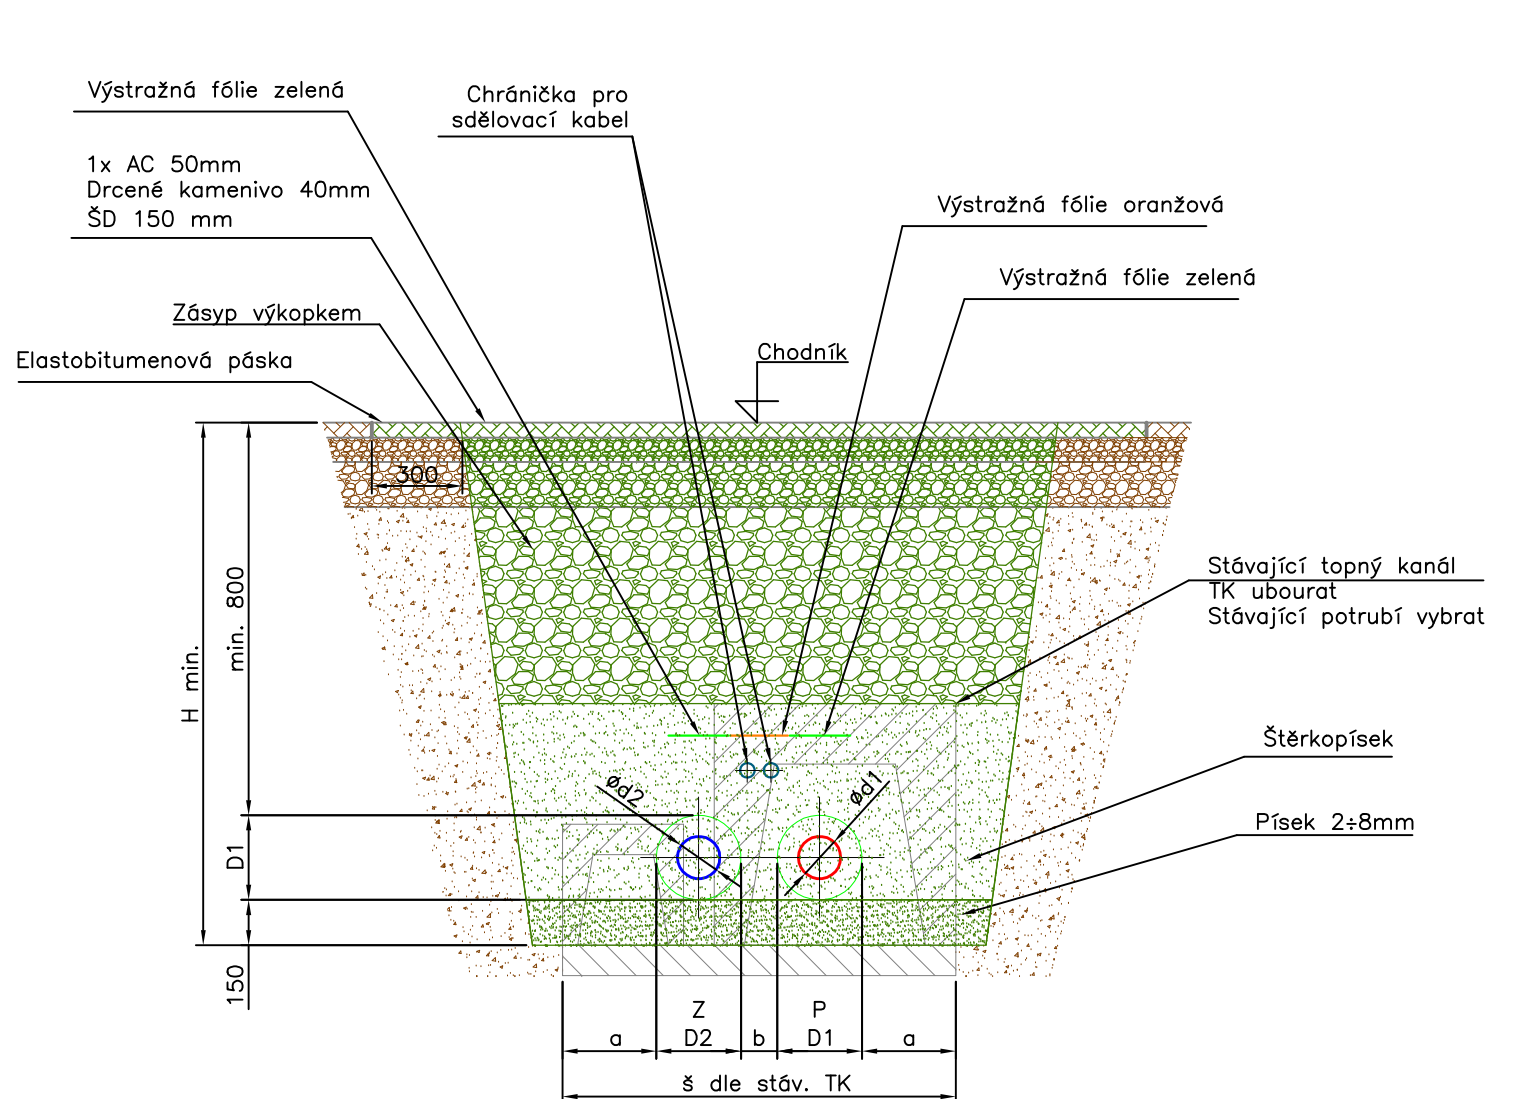 Výstražná fólie zelená
Chránička pro
sdělovací kabel
1x AC 50mm
Drcené kamenivo 40mm
ŠD 150 mm
Výstražná fólie oranžová
Výstražná fólie zelená
Zásyp výkopkem
Elastobitumenová páska
Chodník
300
H min.
min. 800
Stávající topný kanál
TK ubourat
Stávající potrubí vybrat
Štěrkopísek
Písek 2÷8mm
ød2
ød1
D1
150
Z
P
a
D2
b
D1
a
š dle stáv. TK